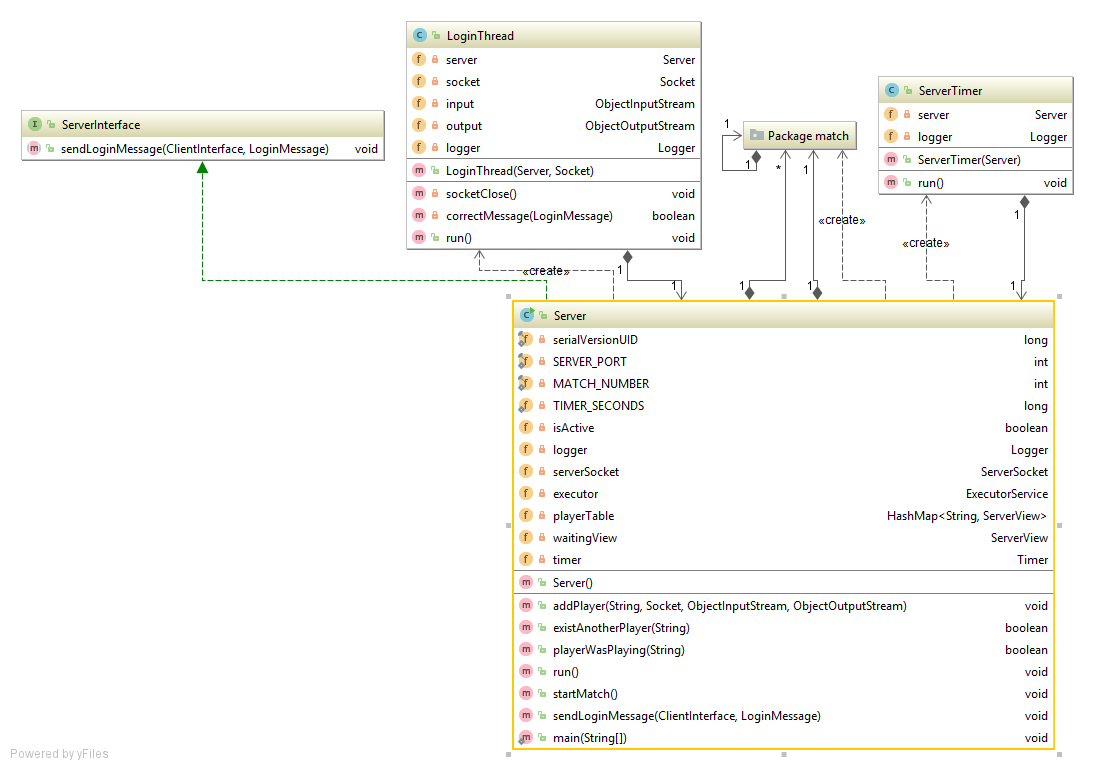 LoginThread
server Server
socket Socket
input ObjectInputStream
output ObjectOutputStream
logger Logger
LoginThread(Server, Socket)
socketClose() void
correctMessage(LoginMessage) boolean
run() void
ServerInterface
sendLoginMessage(ClientInterface, LoginMessage) void
Package match
1
1
*
1
«create»
ServerTimer
server Server
logger Logger
ServerTimer(Server)
run() void
1
«create»
«create»
1
1
1
1
1
Server
serialVersionUID long
SERVER_PORT int
MATCH_NUMBER int
TIMER_SECONDS long
isActive boolean
logger Logger
serverSocket ServerSocket
executor ExecutorService
playerTable HashMap<String, ServerView>
waitingView ServerView
timer Timer
Server()
addPlayer(String, Socket, ObjectInputStream, ObjectOutputStream) void
existAnotherPlayer(String) boolean
playerWasPlaying(String) boolean
run() void
startMatch() void
sendLoginMessage(ClientInterface, LoginMessage) void
main(String[]) void
Powered by yFiles